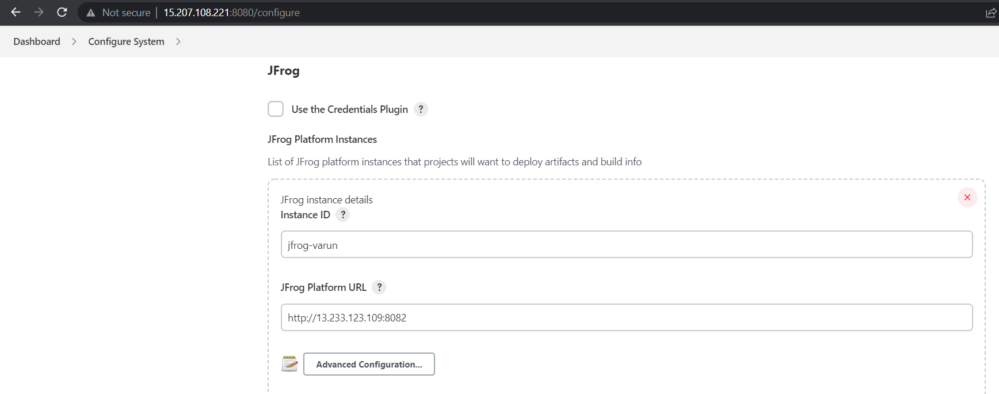 Not secure | 15.207.108.221:8080/configure
Dashboard > Configure System >
JFrog
Use the Credentials Plugin ?
JFrog Platform Instances
List of JFrog platform instances that projects will want to deploy artifacts and build info
JFrog instance details
Instance ID ?
jfrog-varun
JFrog Platform URL ?
http://13.233.123.109:8082
Advanced Configuration...